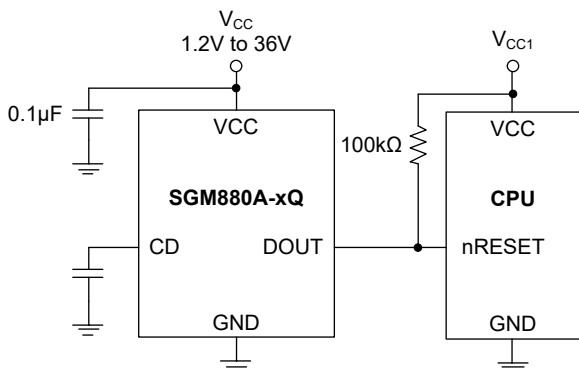 VCC
1.2V to 36V
VCC1
0.1µF
VCC
100kΩ
VCC
SGM880A-xQ
CPU
CD
DOUT
nRESET
GND
GND